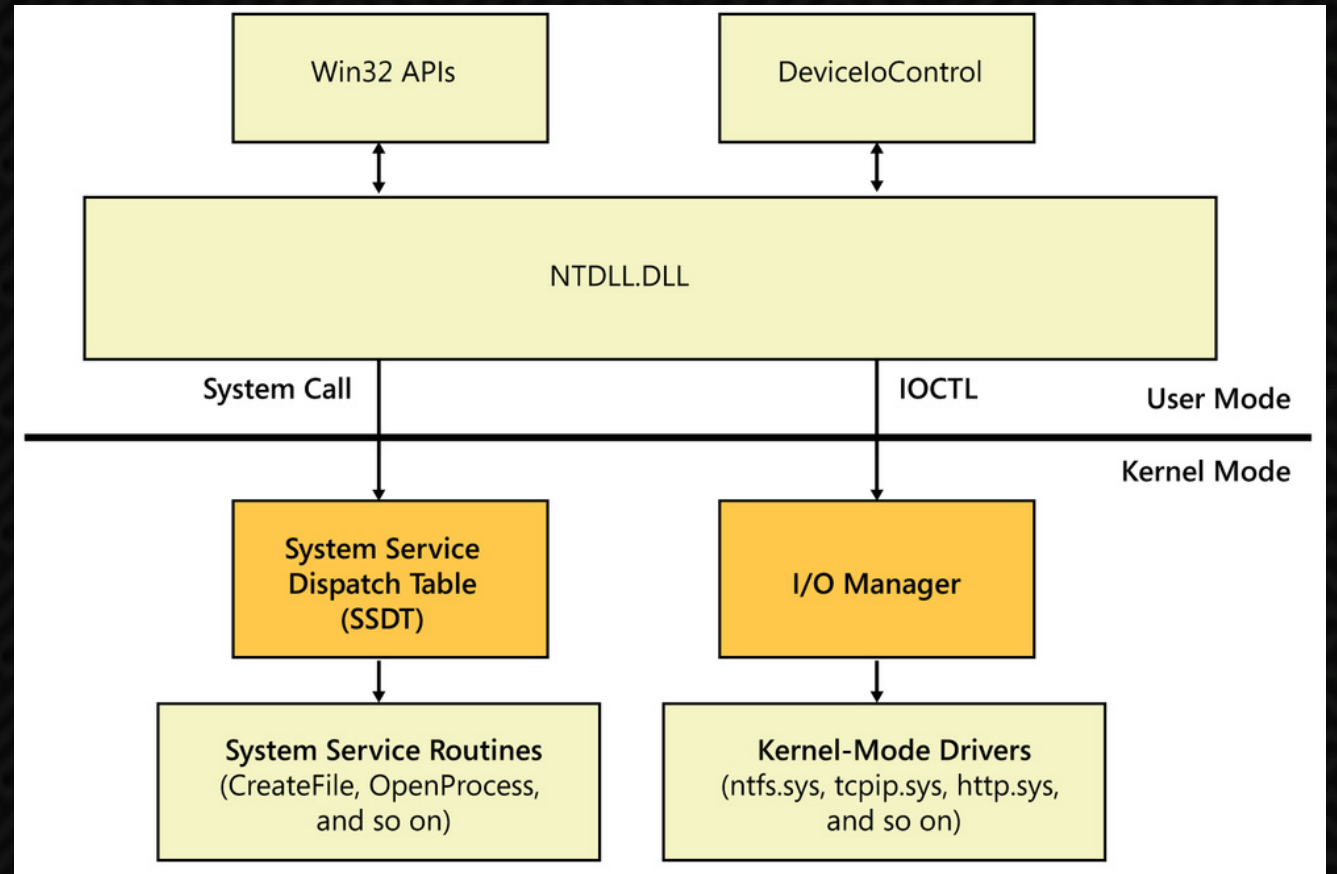 Win32 APIs
DeviceIoControl
NTDLL.DLL
System Call
IOCTL
User Mode
Kernel Mode
System Service
Dispatch Table
(SSDT)
I/O Manager
System Service Routines
(CreateFile, OpenProcess,
and so on)
Kernel-Mode Drivers
(ntfs.sys, tcpip.sys, http.sys,
and so on)